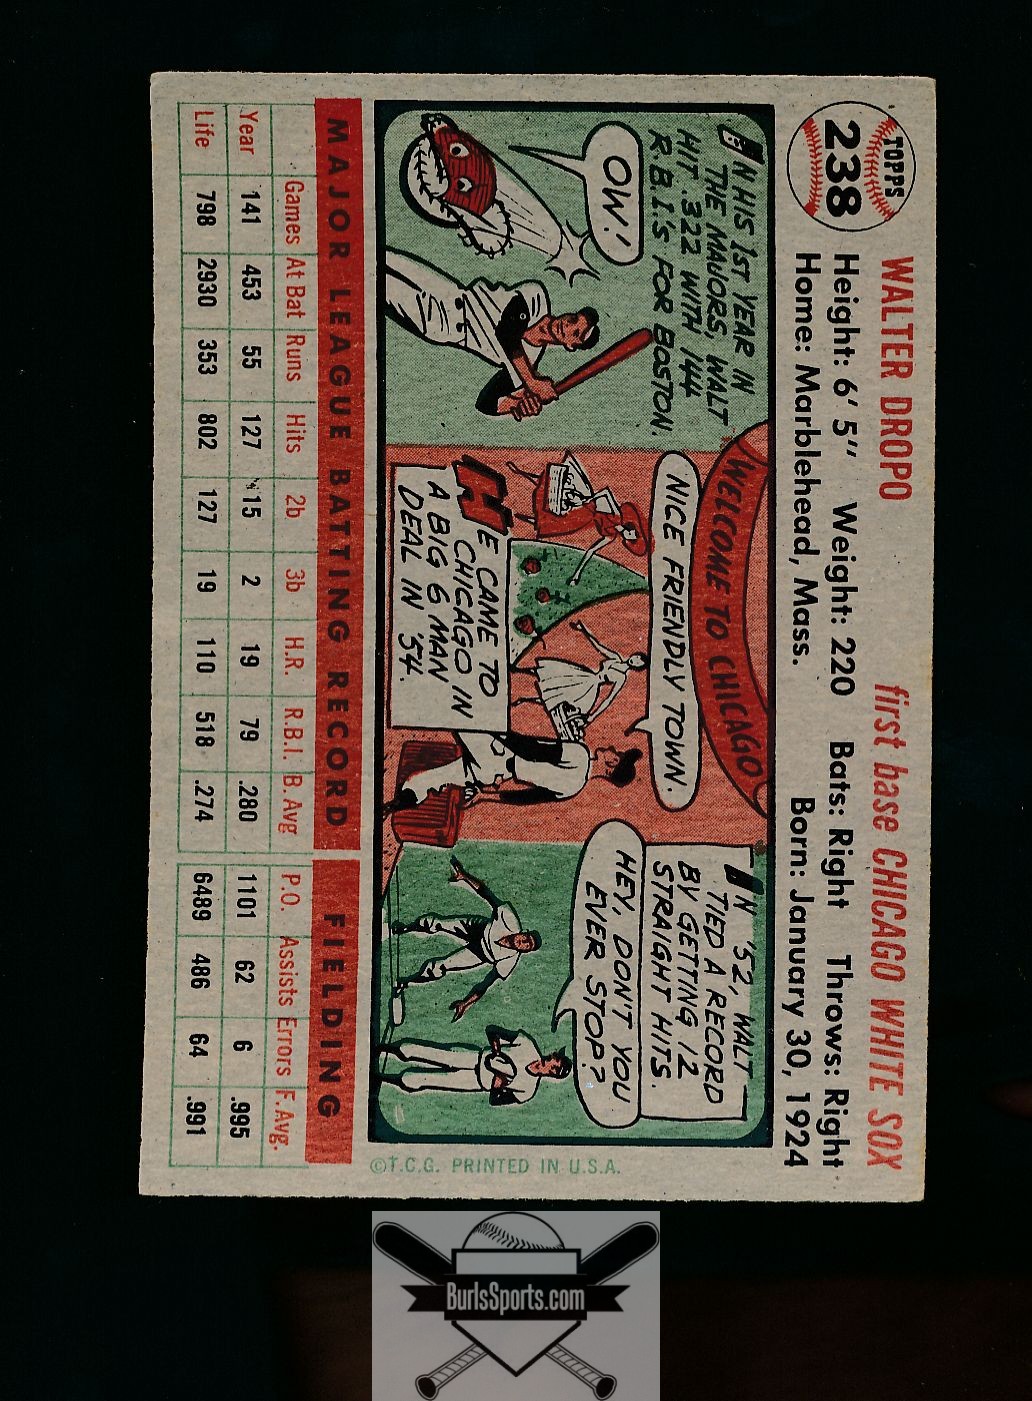 TOPPS
238
WALTER DROPO first base CHICAGO WHITE SOX
Height: 6' 5" Weight: 220 Bats: Right Throws: Right
Home: Marblehead, Mass. Born: January 30, 1924
IN HIS 1ST YEAR IN
THE MAJORS, WALT
HIT .322 WITH 144
R.B.I.'S FOR BOSTON.
OW!
WELCOME TO CHICAGO
NICE FRIENDLY TOWN.
HE CAME TO
CHICAGO IN
A BIG 6 MAN
DEAL IN '54.
IN '52, WALT
TIED A RECORD
BY GETTING 12
STRAIGHT HITS.
HEY, DON'T YOU
EVER STOP?
©T.C.G. PRINTED IN U.S.A.
MAJOR LEAGUE BATTING RECORD FIELDING
Games At Bat Runs Hits 2b 3b H.R. R.B.I. B. Avg P.O. Assists Errors F. Avg.
Year 141 453 55 127 15 2 19 79 .280 1101 62 6 .995
Life 798 2930 353 802 127 19 110 518 .274 6489 486 64 .991
BurlsSports.com